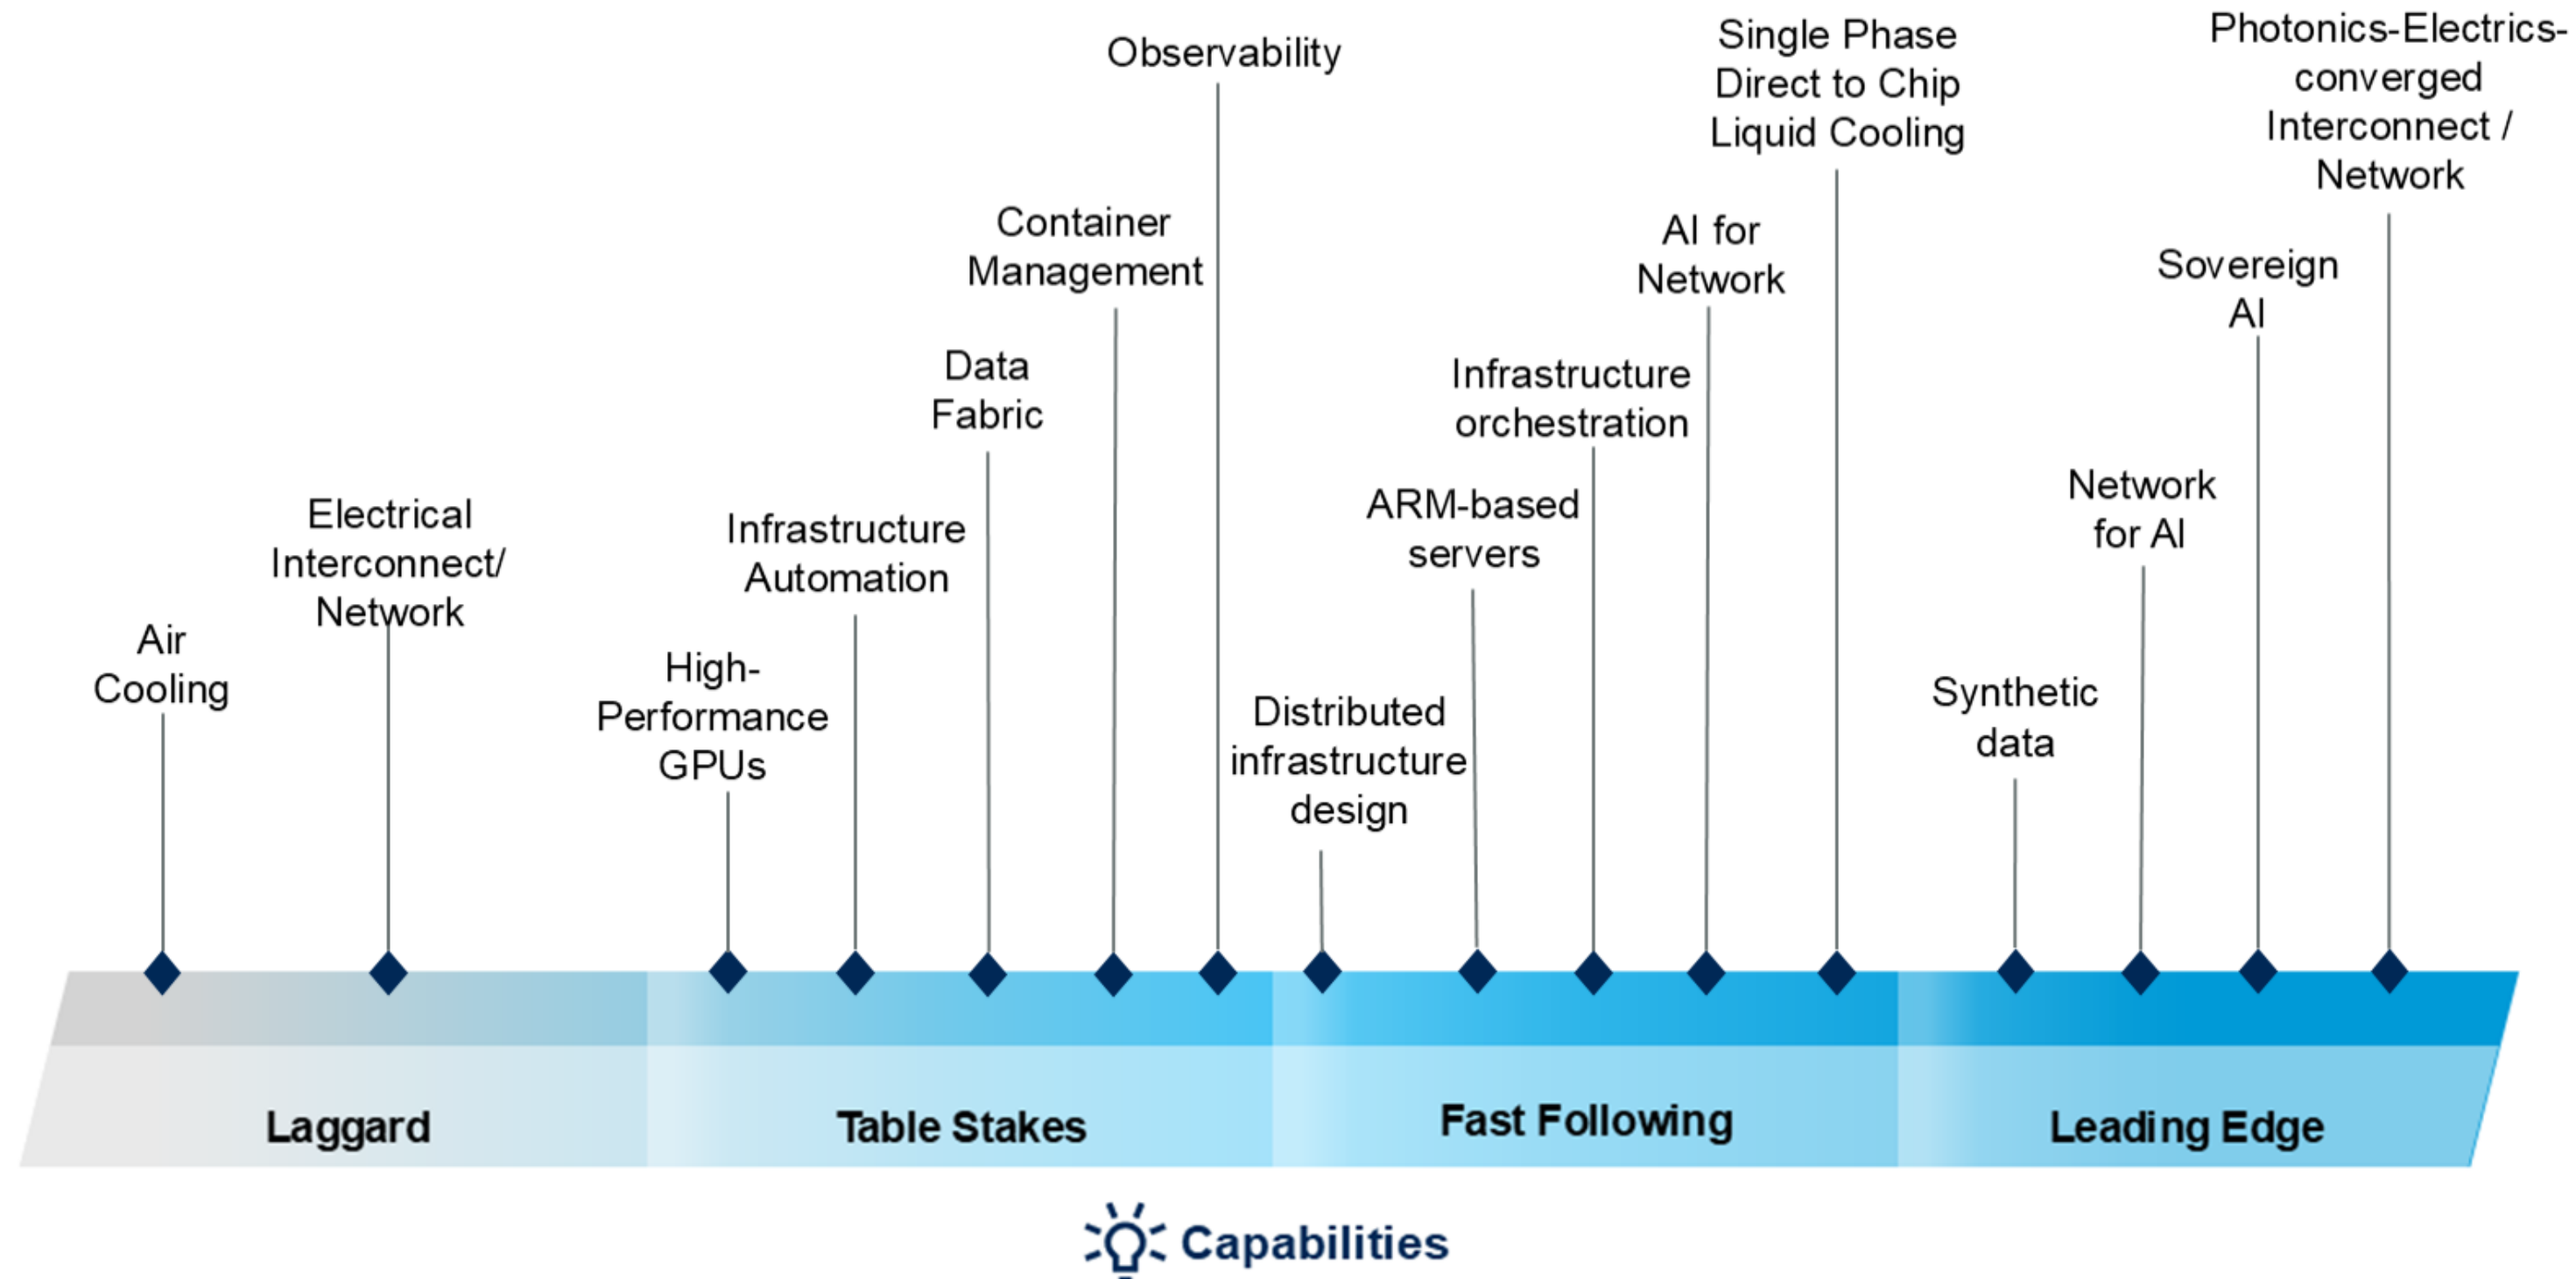 Air
Cooling
Electrical
Interconnect/
Network
High-
Performance
GPUs
Infrastructure
Automation
Data
Fabric
Container
Management
Observability
Distributed
infrastructure
design
ARM-based
servers
Infrastructure
orchestration
AI for
Network
Single Phase
Direct to Chip
Liquid Cooling
Synthetic
data
Network
for AI
Sovereign
AI
Photonics-Electrics-
converged
Interconnect /
Network
Laggard
Table Stakes
Fast Following
Leading Edge
Capabilities